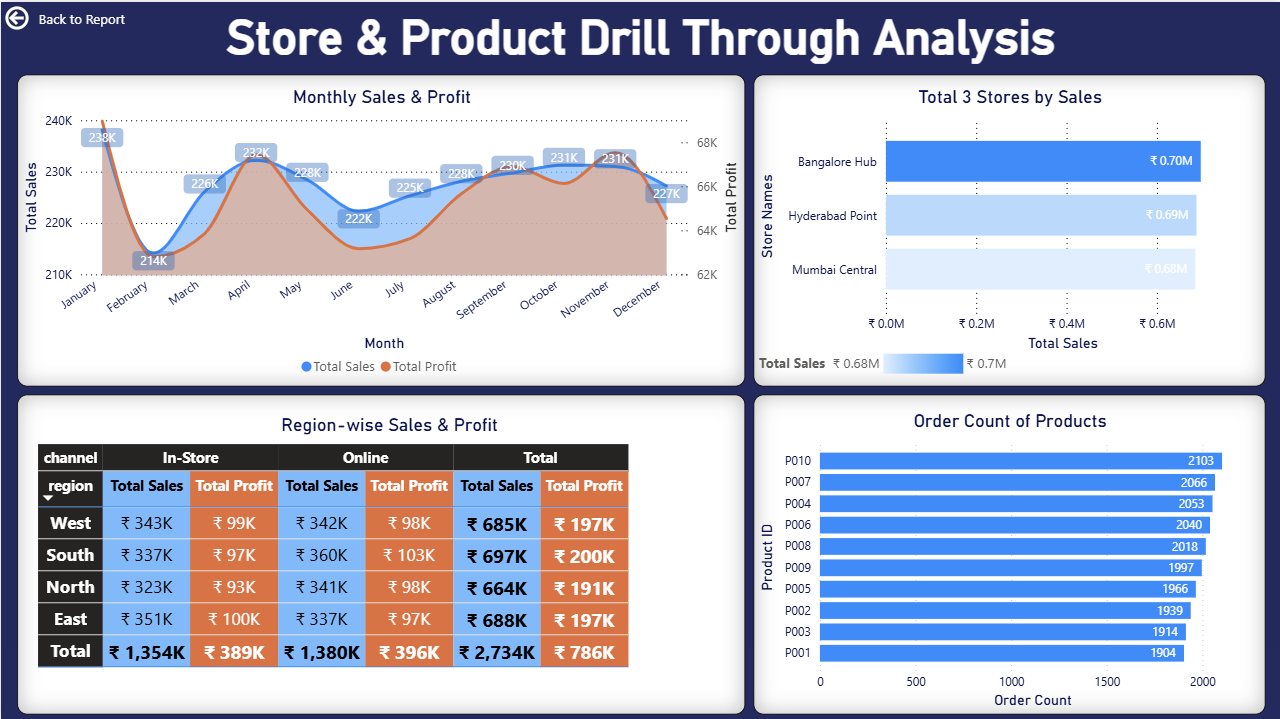 Back to Report
Store & Product Drill Through Analysis
Monthly Sales & Profit
Total Sales
240K
230K
220K
210K
238K
214K
226K
232K
228K
222K
225K
228K
230K
231K
231K
227K
68K
66K
64K
62K
Total Profit
January
February
March
April
May
June
July
August
September
October
November
December
Month
Total Sales Total Profit
Total 3 Stores by Sales
Store Names
Bangalore Hub ₹ 0.70M
Hyderabad Point ₹ 0.69M
Mumbai Central ₹ 0.68M
₹ 0.0M ₹ 0.2M ₹ 0.4M ₹ 0.6M
Total Sales
Total Sales ₹ 0.68M ₹ 0.7M
Region-wise Sales & Profit
channel In-Store Online Total
region Total Sales Total Profit Total Sales Total Profit Total Sales Total Profit
West ₹ 343K ₹ 99K ₹ 342K ₹ 98K ₹ 685K ₹ 197K
South ₹ 337K ₹ 97K ₹ 360K ₹ 103K ₹ 697K ₹ 200K
North ₹ 323K ₹ 93K ₹ 341K ₹ 98K ₹ 664K ₹ 191K
East ₹ 351K ₹ 100K ₹ 337K ₹ 97K ₹ 688K ₹ 197K
Total ₹ 1,354K ₹ 389K ₹ 1,380K ₹ 396K ₹ 2,734K ₹ 786K
Order Count of Products
Product ID
P010 2103
P007 2066
P004 2053
P006 2040
P008 2018
P009 1997
P005 1966
P002 1939
P003 1914
P001 1904
0 500 1000 1500 2000
Order Count